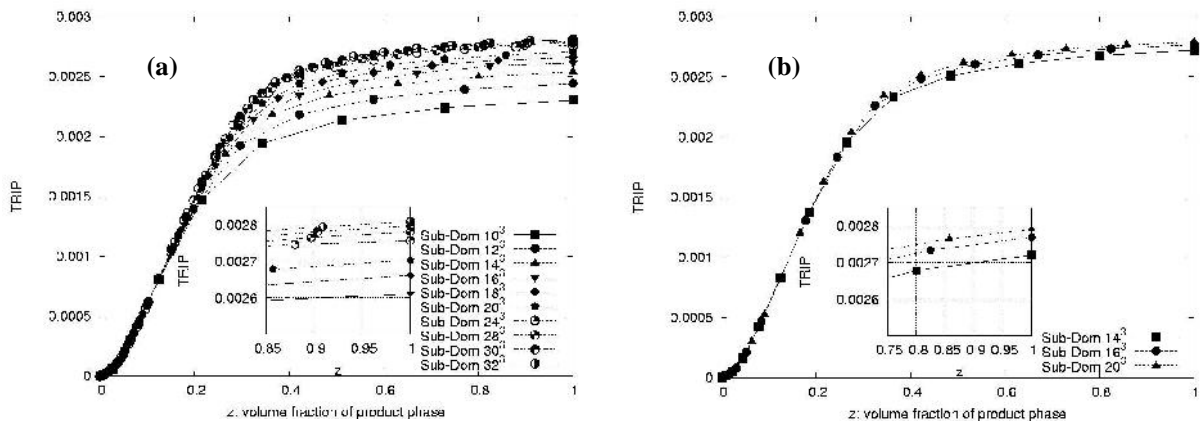 (a)
0.003
0.0025
0.002
0.0015
0.001
0.0005
0
TRIP
0 0.2 0.4 0.6 0.8 1
z: volume fraction of product phase
0.0028
0.0027
0.0026
TRIP
0.85 0.9 0.95 1
z
Sub-Dom 10³
Sub-Dom 12³
Sub-Dom 14³
Sub-Dom 16³
Sub-Dom 18³
Sub-Dom 20³
Sub-Dom 24³
Sub-Dom 28³
Sub-Dom 30³
Sub-Dom 32³
(b)
0.003
0.0025
0.002
0.0015
0.001
0.0005
0
TRIP
0 0.2 0.4 0.6 0.8 1
z: volume fraction of product phase
0.0028
0.0027
0.0026
TRIP
0.75 0.8 0.85 0.9 0.95 1
z
Sub-Dom 14³
Sub-Dom 16³
Sub-Dom 20³